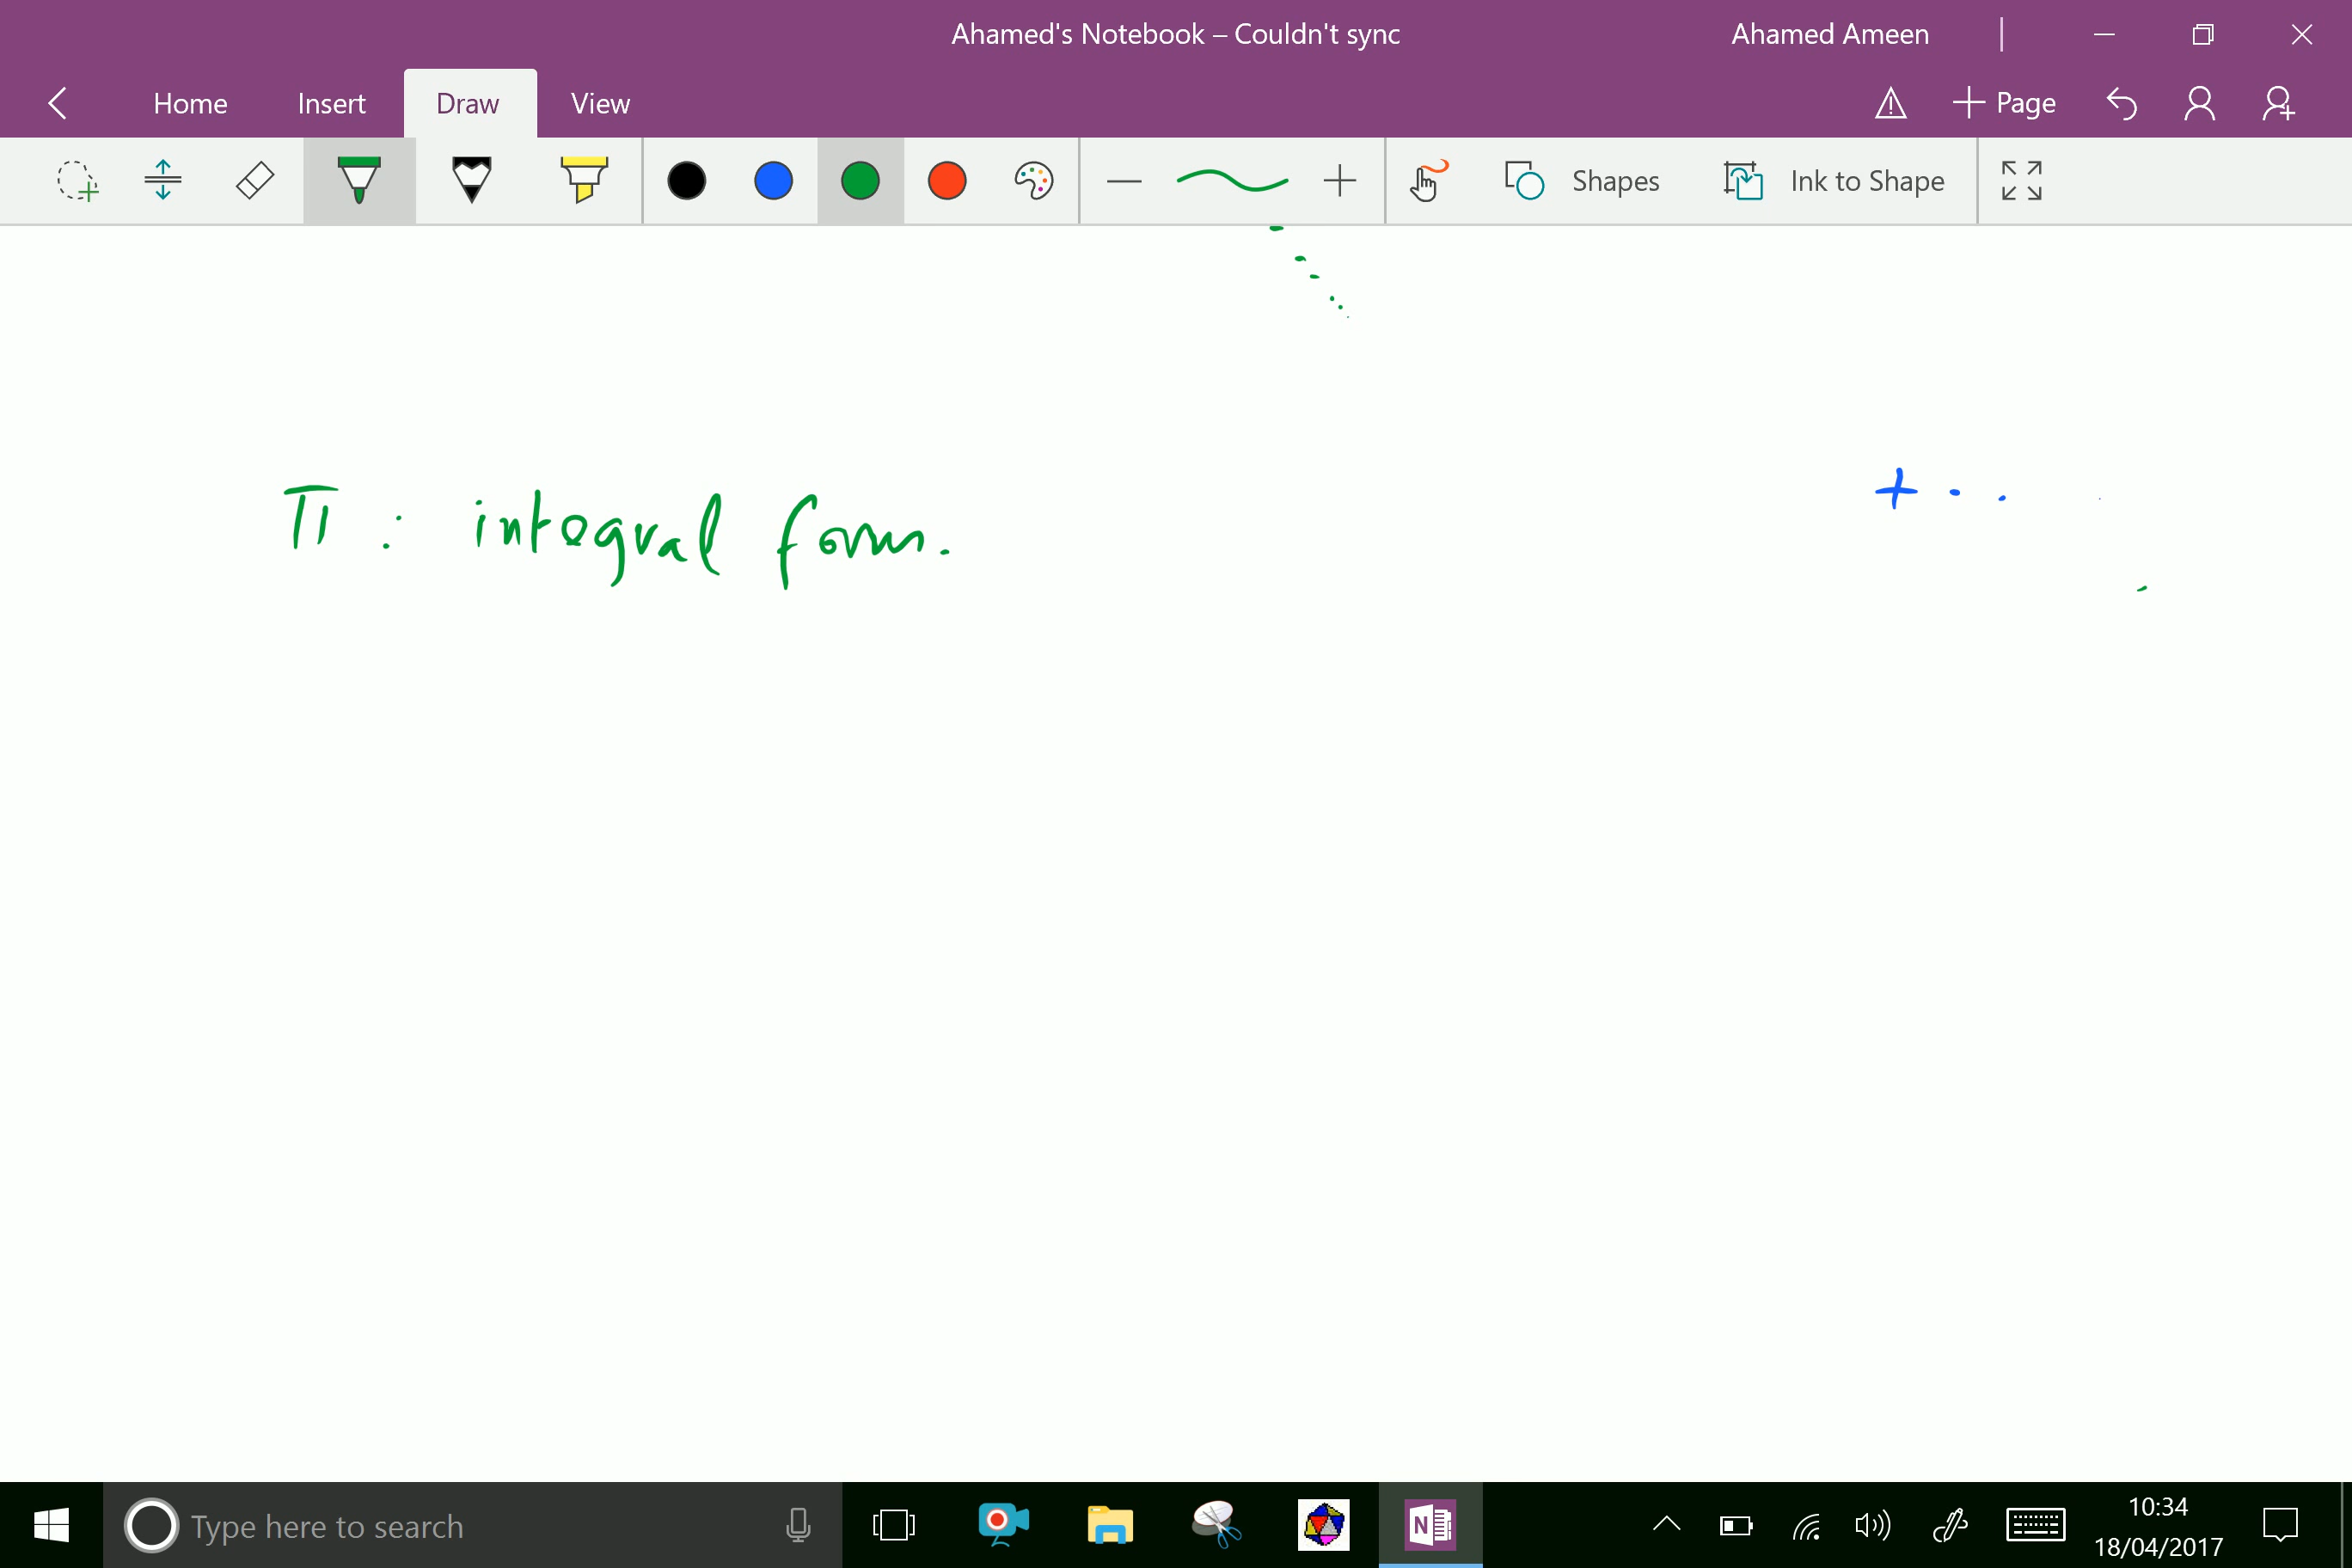 Ahamed's Notebook – Couldn't sync
Ahamed Ameen
Home Insert Draw View
Page
Shapes Ink to Shape
+ . .
π : integral form.
Type here to search
10:34
18/04/2017